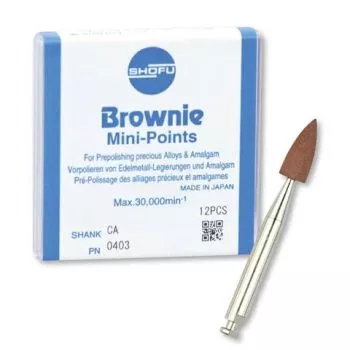 SHOFU
Brownie
Mini-Points
For Prepolishing precious Alloys & Amalgam
Vorpolieren von Edelmetall-Legierungen und Amalgam
Pré-Polissage des alliages précieux et amalgames
MADE IN JAPAN
Max.30,000min⁻¹
12PCS
SHANK CA
PN 0403